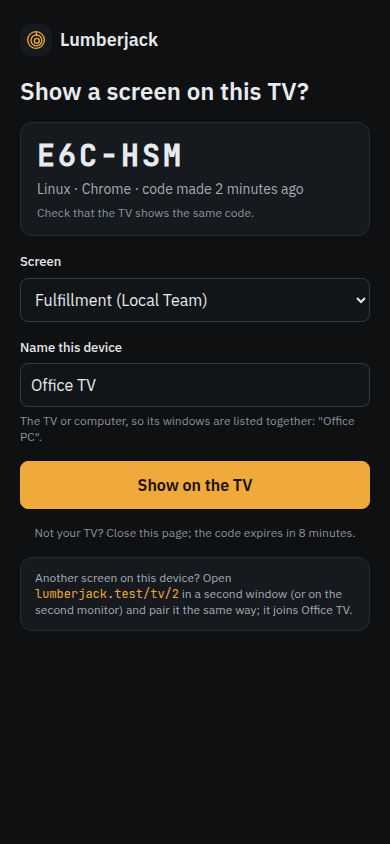 Lumberjack
Show a screen on this TV?
E6C-HSM
Linux · Chrome · code made 2 minutes ago
Check that the TV shows the same code.
Screen
Fulfillment (Local Team)
Name this device
Office TV
The TV or computer, so its windows are listed together: "Office
PC".
Show on the TV
Not your TV? Close this page; the code expires in 8 minutes.
Another screen on this device? Open
lumberjack.test/tv/2 in a second window (or on the
second monitor) and pair it the same way; it joins Office TV.